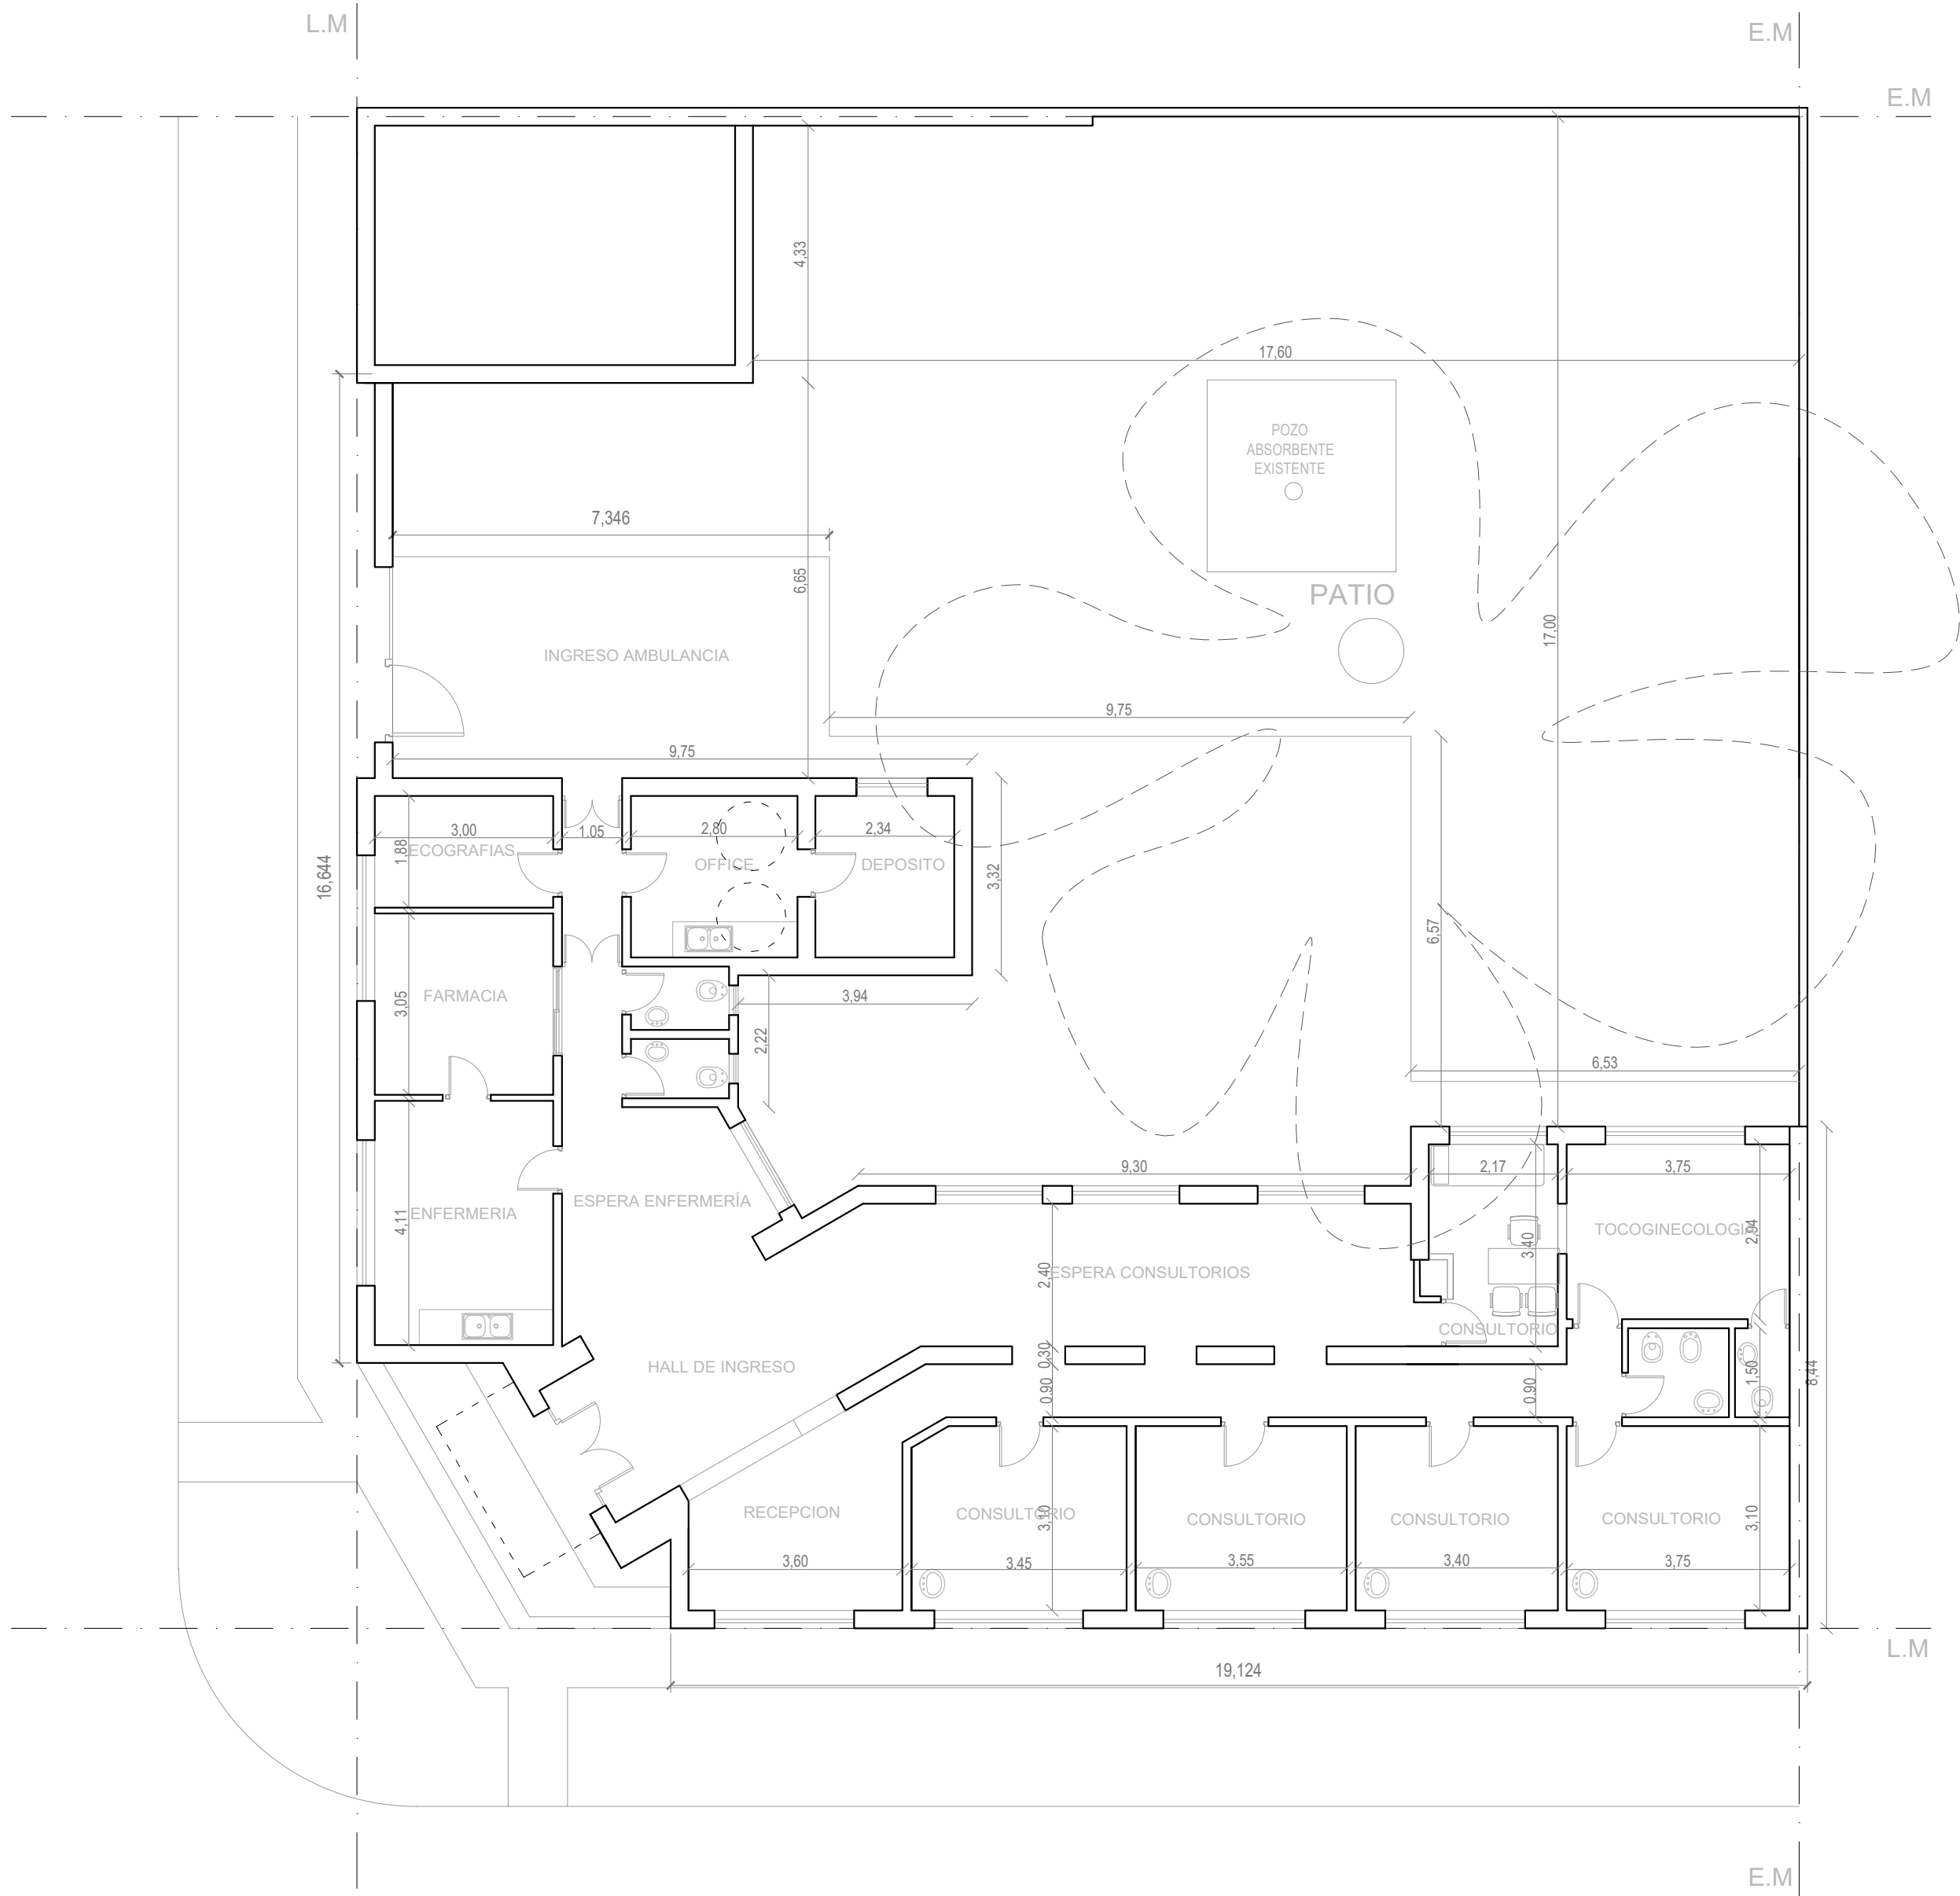 L.M
E.M
E.M
4,33
17,60
POZO
ABSORBENTE
EXISTENTE
7,346
6,65
PATIO
17,00
INGRESO AMBULANCIA
9,75
9,75
3,00
1.05
2,80
2,34
1.88
ECOGRAFIAS
OFFICE
DEPOSITO
3,32
16,644
6,57
FARMACIA
3,05
3,94
2,22
6,53
9,30
2,17
3,75
ESPERA ENFERMERÍA
ENFERMERIA
4,11
TOCOGINECOLOGIA
2,94
3.40
2,40
ESPERA CONSULTORIOS
CONSULTORIO
HALL DE INGRESO
0.30
0.90
0.90
1,50
8,44
RECEPCION
CONSULTORIO
3,10
CONSULTORIO
CONSULTORIO
CONSULTORIO
3,10
3,60
3.45
3,55
3,40
3,75
L.M
19,124
E.M